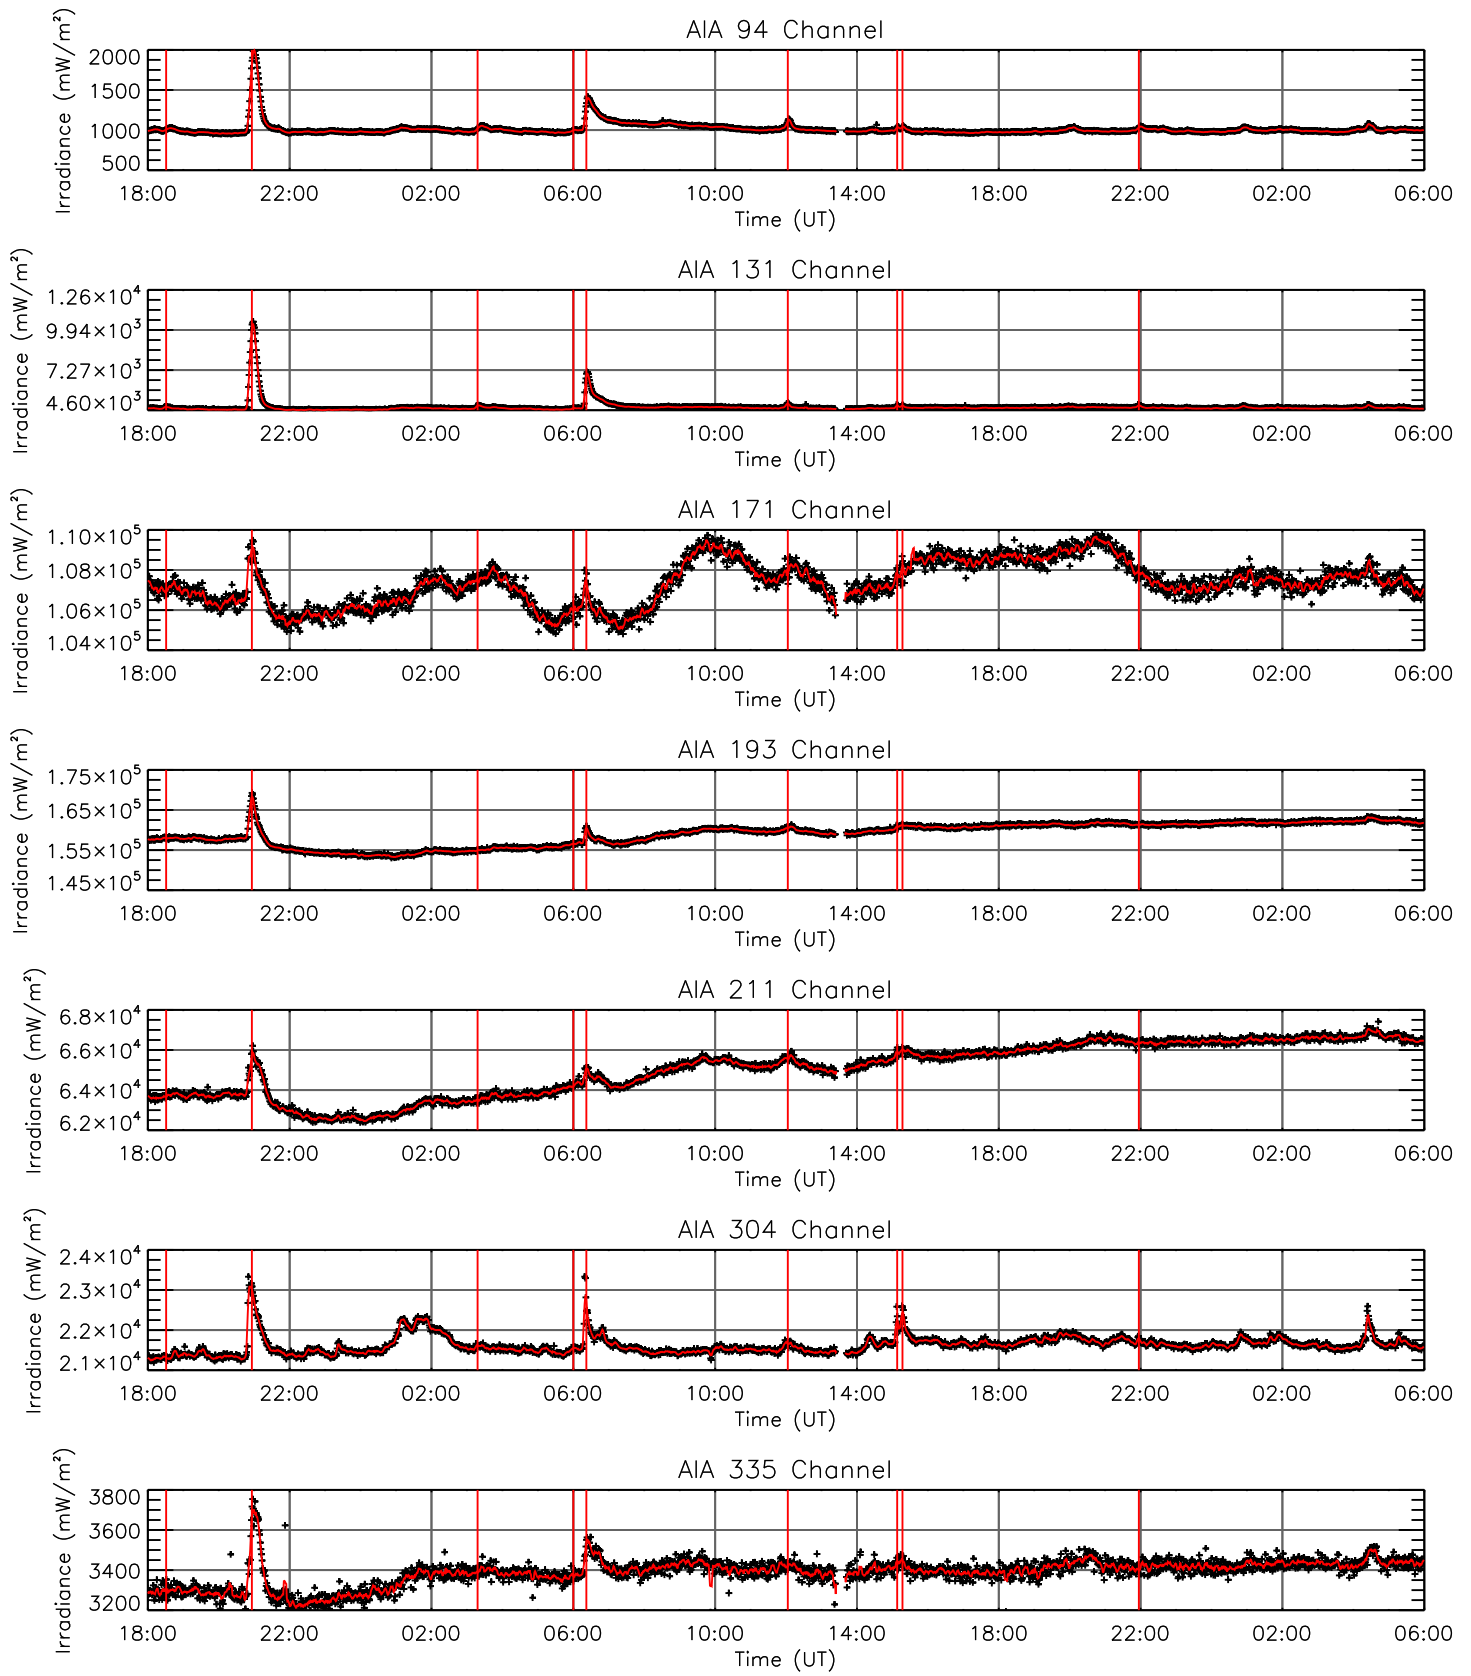 AIA 94 Channel
Irradiance (mW/m²)
2000
1500
1000
500
18:00 22:00 02:00 06:00 10:00 14:00 18:00 22:00 02:00 06:00
Time (UT)
AIA 131 Channel
Irradiance (mW/m²)
1.26×10⁴
9.94×10³
7.27×10³
4.60×10³
18:00 22:00 02:00 06:00 10:00 14:00 18:00 22:00 02:00 06:00
Time (UT)
AIA 171 Channel
Irradiance (mW/m²)
1.10×10⁵
1.08×10⁵
1.06×10⁵
1.04×10⁵
18:00 22:00 02:00 06:00 10:00 14:00 18:00 22:00 02:00 06:00
Time (UT)
AIA 193 Channel
Irradiance (mW/m²)
1.75×10⁵
1.65×10⁵
1.55×10⁵
1.45×10⁵
18:00 22:00 02:00 06:00 10:00 14:00 18:00 22:00 02:00 06:00
Time (UT)
AIA 211 Channel
Irradiance (mW/m²)
6.8×10⁴
6.6×10⁴
6.4×10⁴
6.2×10⁴
18:00 22:00 02:00 06:00 10:00 14:00 18:00 22:00 02:00 06:00
Time (UT)
AIA 304 Channel
Irradiance (mW/m²)
2.4×10⁴
2.3×10⁴
2.2×10⁴
2.1×10⁴
18:00 22:00 02:00 06:00 10:00 14:00 18:00 22:00 02:00 06:00
Time (UT)
AIA 335 Channel
Irradiance (mW/m²)
3800
3600
3400
3200
18:00 22:00 02:00 06:00 10:00 14:00 18:00 22:00 02:00 06:00
Time (UT)